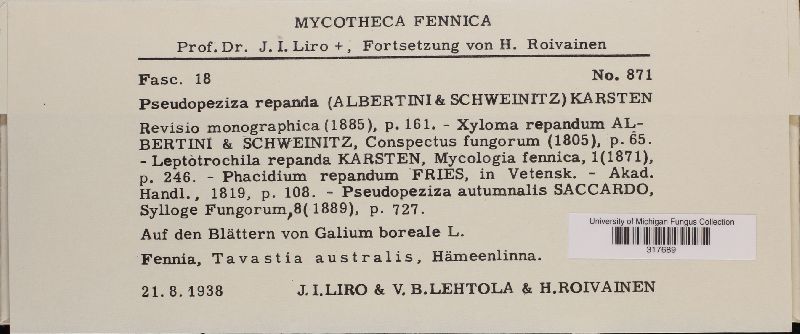 MYCOTHECA FENNICA
Prof. Dr. J. I. Liro +, Fortsetzung von H. Roivainen
Fasc. 18 No. 871
Pseudopeziza repanda (ALBERTINI & SCHWEINITZ) KARSTEN
Revisio monographica (1885), p. 161. - Xyloma repandum AL-
BERTINI & SCHWEINITZ, Conspectus fungorum (1805), p. 65.
- Leptotrochila repanda KARSTEN, Mycologia fennica, 1(1871),
p. 246. - Phacidium repandum FRIES, in Vetensk. - Akad.
Handl., 1819, p. 108. - Pseudopeziza autumnalis SACCARDO,
Sylloge Fungorum, 8(1889), p. 727.
Auf den Blättern von Galium boreale L.
Fennia, Tavastia australis, Hämeenlinna.
21. 8. 1938 J. I. LIRO & V. B. LEHTOLA & H. ROIVAINEN
University of Michigan Fungus Collection
317689